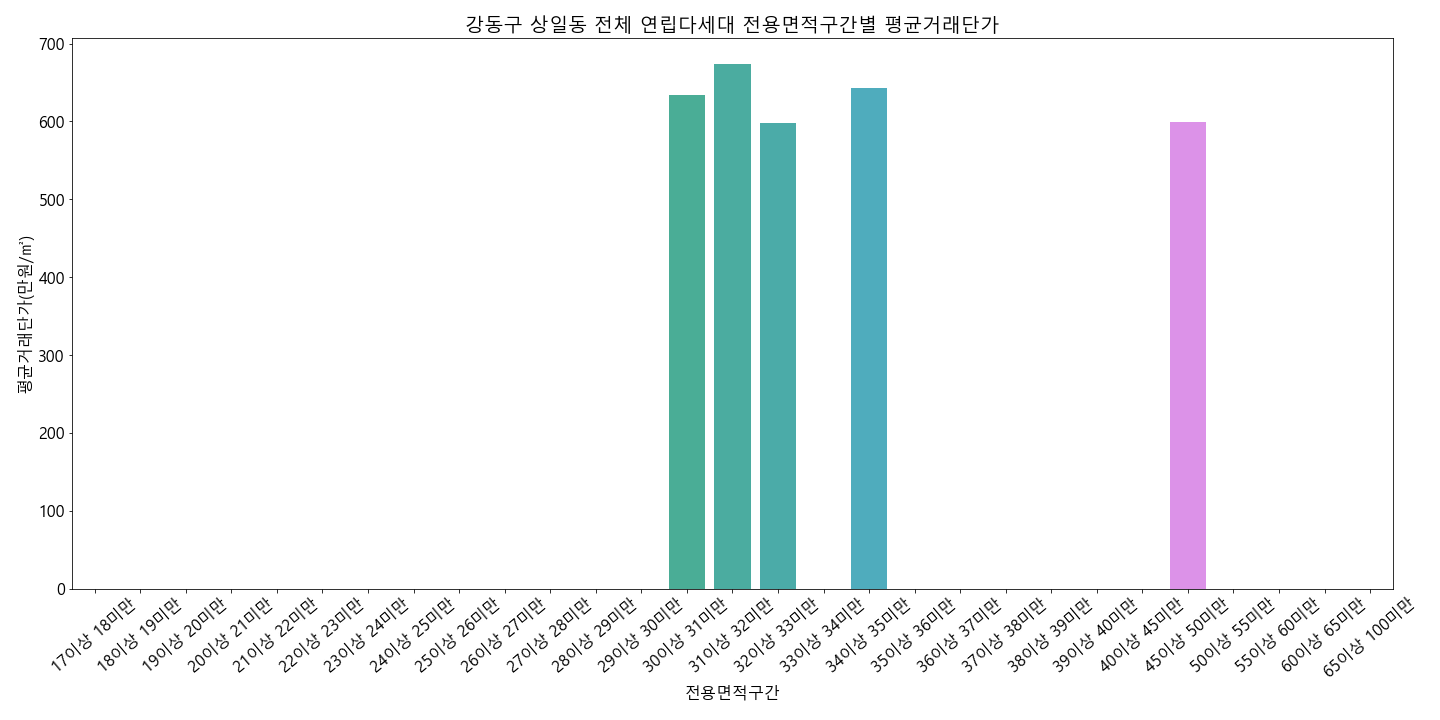 강동구 상일동 전체 연립다세대 전용면적구간별 평균거래단가
평균거래단가(만원/㎡)
700
600
500
400
300
200
100
0
17이상 18미만
18이상 19미만
19이상 20미만
20이상 21미만
21이상 22미만
22이상 23미만
23이상 24미만
24이상 25미만
25이상 26미만
26이상 27미만
27이상 28미만
28이상 29미만
29이상 30미만
30이상 31미만
31이상 32미만
32이상 33미만
33이상 34미만
34이상 35미만
35이상 36미만
36이상 37미만
37이상 38미만
38이상 39미만
39이상 40미만
40이상 45미만
45이상 50미만
50이상 55미만
55이상 60미만
60이상 65미만
65이상 100미만
전용면적구간